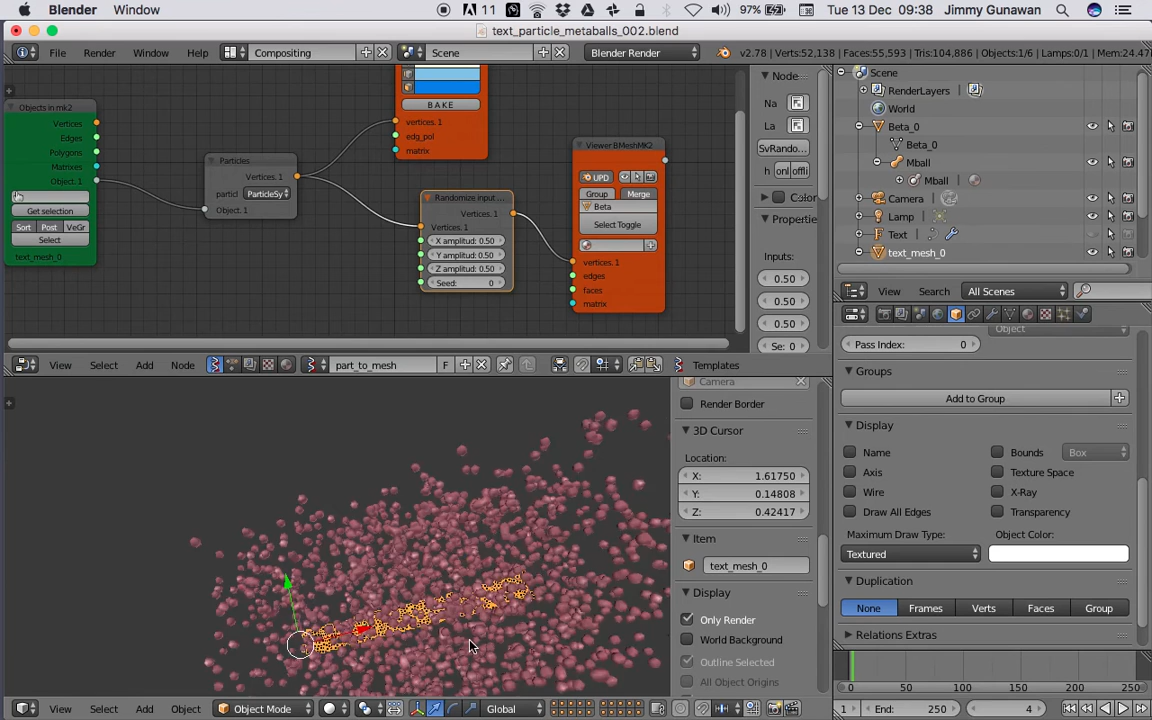 Blender Window
11
97%
Tue 13 Dec 09:38 Jimmy Gunawan
text_particle_metaballs_002.blend
File Render Window Help
Compositing
Scene
Blender Render
v2.78 | Verts:52,138 | Faces:55,593 | Tris:104,886 | Objects:1/6 | Lamps:0/1 | Mem:24.47
Objects in mk2
Vertices
Edges
Polygons
Matrixes
Object. 1
Get selection
Sort Post VeGr
Select
text_mesh_0
Particles
Vertices. 1
partici ParticleSy
Object. 1
BAKE
vertices. 1
edg_pol
matrix
Randomize input ...
Vertices. 1
Vertices. 1
X amplitud: 0.50
Y amplitud: 0.50
Z amplitud: 0.50
Seed: 0
Viewer BMeshMK2
UPD
Group Merge
Beta
Select Toggle
vertices. 1
edges
faces
matrix
Node
Na
La
SvRando...
onl offli
Color
Properties
Inputs:
0.50
0.50
0.50
Se: 0
View Select Add Node
part_to_mesh
F
Templates
Camera
Render Border
3D Cursor
Location:
X: 1.61750
Y: 0.14808
Z: 0.42417
Item
text_mesh_0
Display
Only Render
World Background
Outline Selected
All Object Origins
View Select Add Object
Object Mode
Global
Scene
RenderLayers
World
Beta_0
Beta_0
Mball
Mball
Camera
Lamp
Text
text_mesh_0
View Search All Scenes
Object
Pass Index: 0
Groups
Add to Group
Display
Name
Bounds Box
Axis
Texture Space
Wire
X-Ray
Draw All Edges
Transparency
Maximum Draw Type:
Object Color:
Textured
Duplication
None Frames Verts Faces Group
Relations Extras
0 50 100 150 200 250
1 End: 250 4